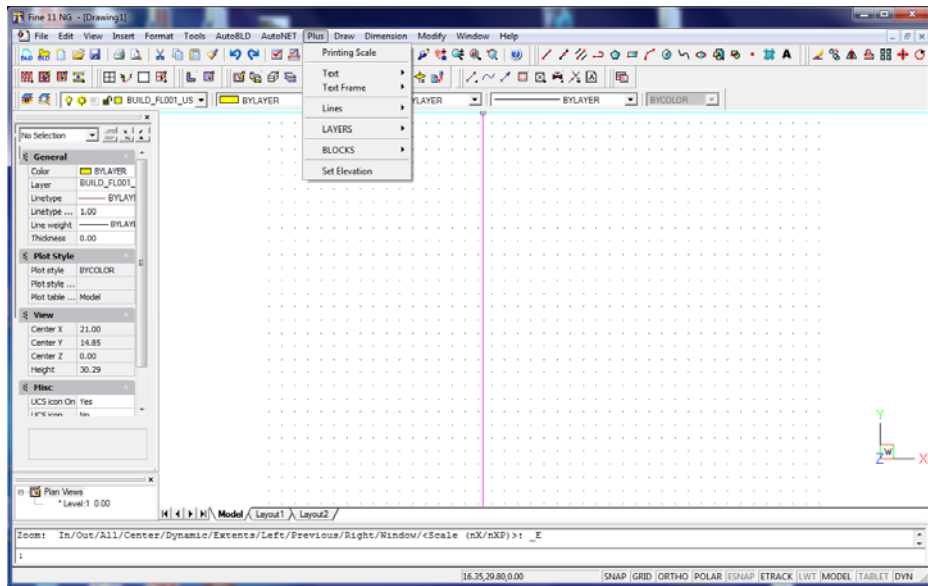 Fine 11 NG - [Drawing1]
File Edit View Insert Format Tools AutoBLD AutoNET Plus Draw Dimension Modify Window Help
BUILD_FL001_US BYLAYER YLAYER BYLAYER BYCOLOR
Printing Scale
Text
Text Frame
Lines
LAYERS
BLOCKS
Set Elevation
No Selection
General
Color BYLAYER
Layer BUILD_FL001_
Linetype BYLAYI
Linetype ... 1.00
Line weight BYLAYI
Thickness 0.00
Plot Style
Plot style BYCOLOR
Plot style ...
Plot table ... Model
View
Center X 21.00
Center Y 14.85
Center Z 0.00
Height 30.29
Misc
UCS icon On Yes
UCS icon No
Plan Views
*Level:1 0.00
Y
W
Z X
Model Layout1 Layout2
Zoom: In/Out/All/Center/Dynamic/Extents/Left/Previous/Right/Window/<Scale (nX/nXP)>: _E
:
16.35,29.80,0.00 SNAP GRID ORTHO POLAR ESNAP ETRACK LWT MODEL TABLET DYN